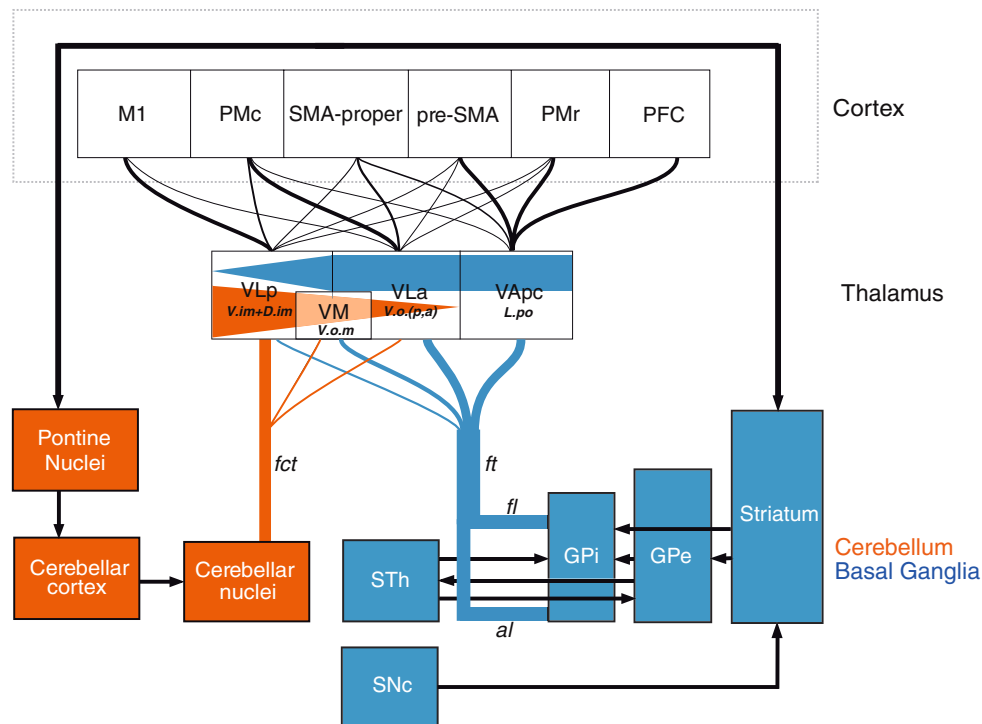 M1
PMc
SMA-proper
pre-SMA
PMr
PFC
Cortex
VLp
V.im+D.im
VM
V.o.m
VLa
V.o.(p,a)
VApc
L.po
Thalamus
Pontine
Nuclei
fct
ft
fl
Striatum
GPi
GPe
STh
Cerebellar
cortex
Cerebellar
nuclei
al
Cerebellum
Basal Ganglia
SNc